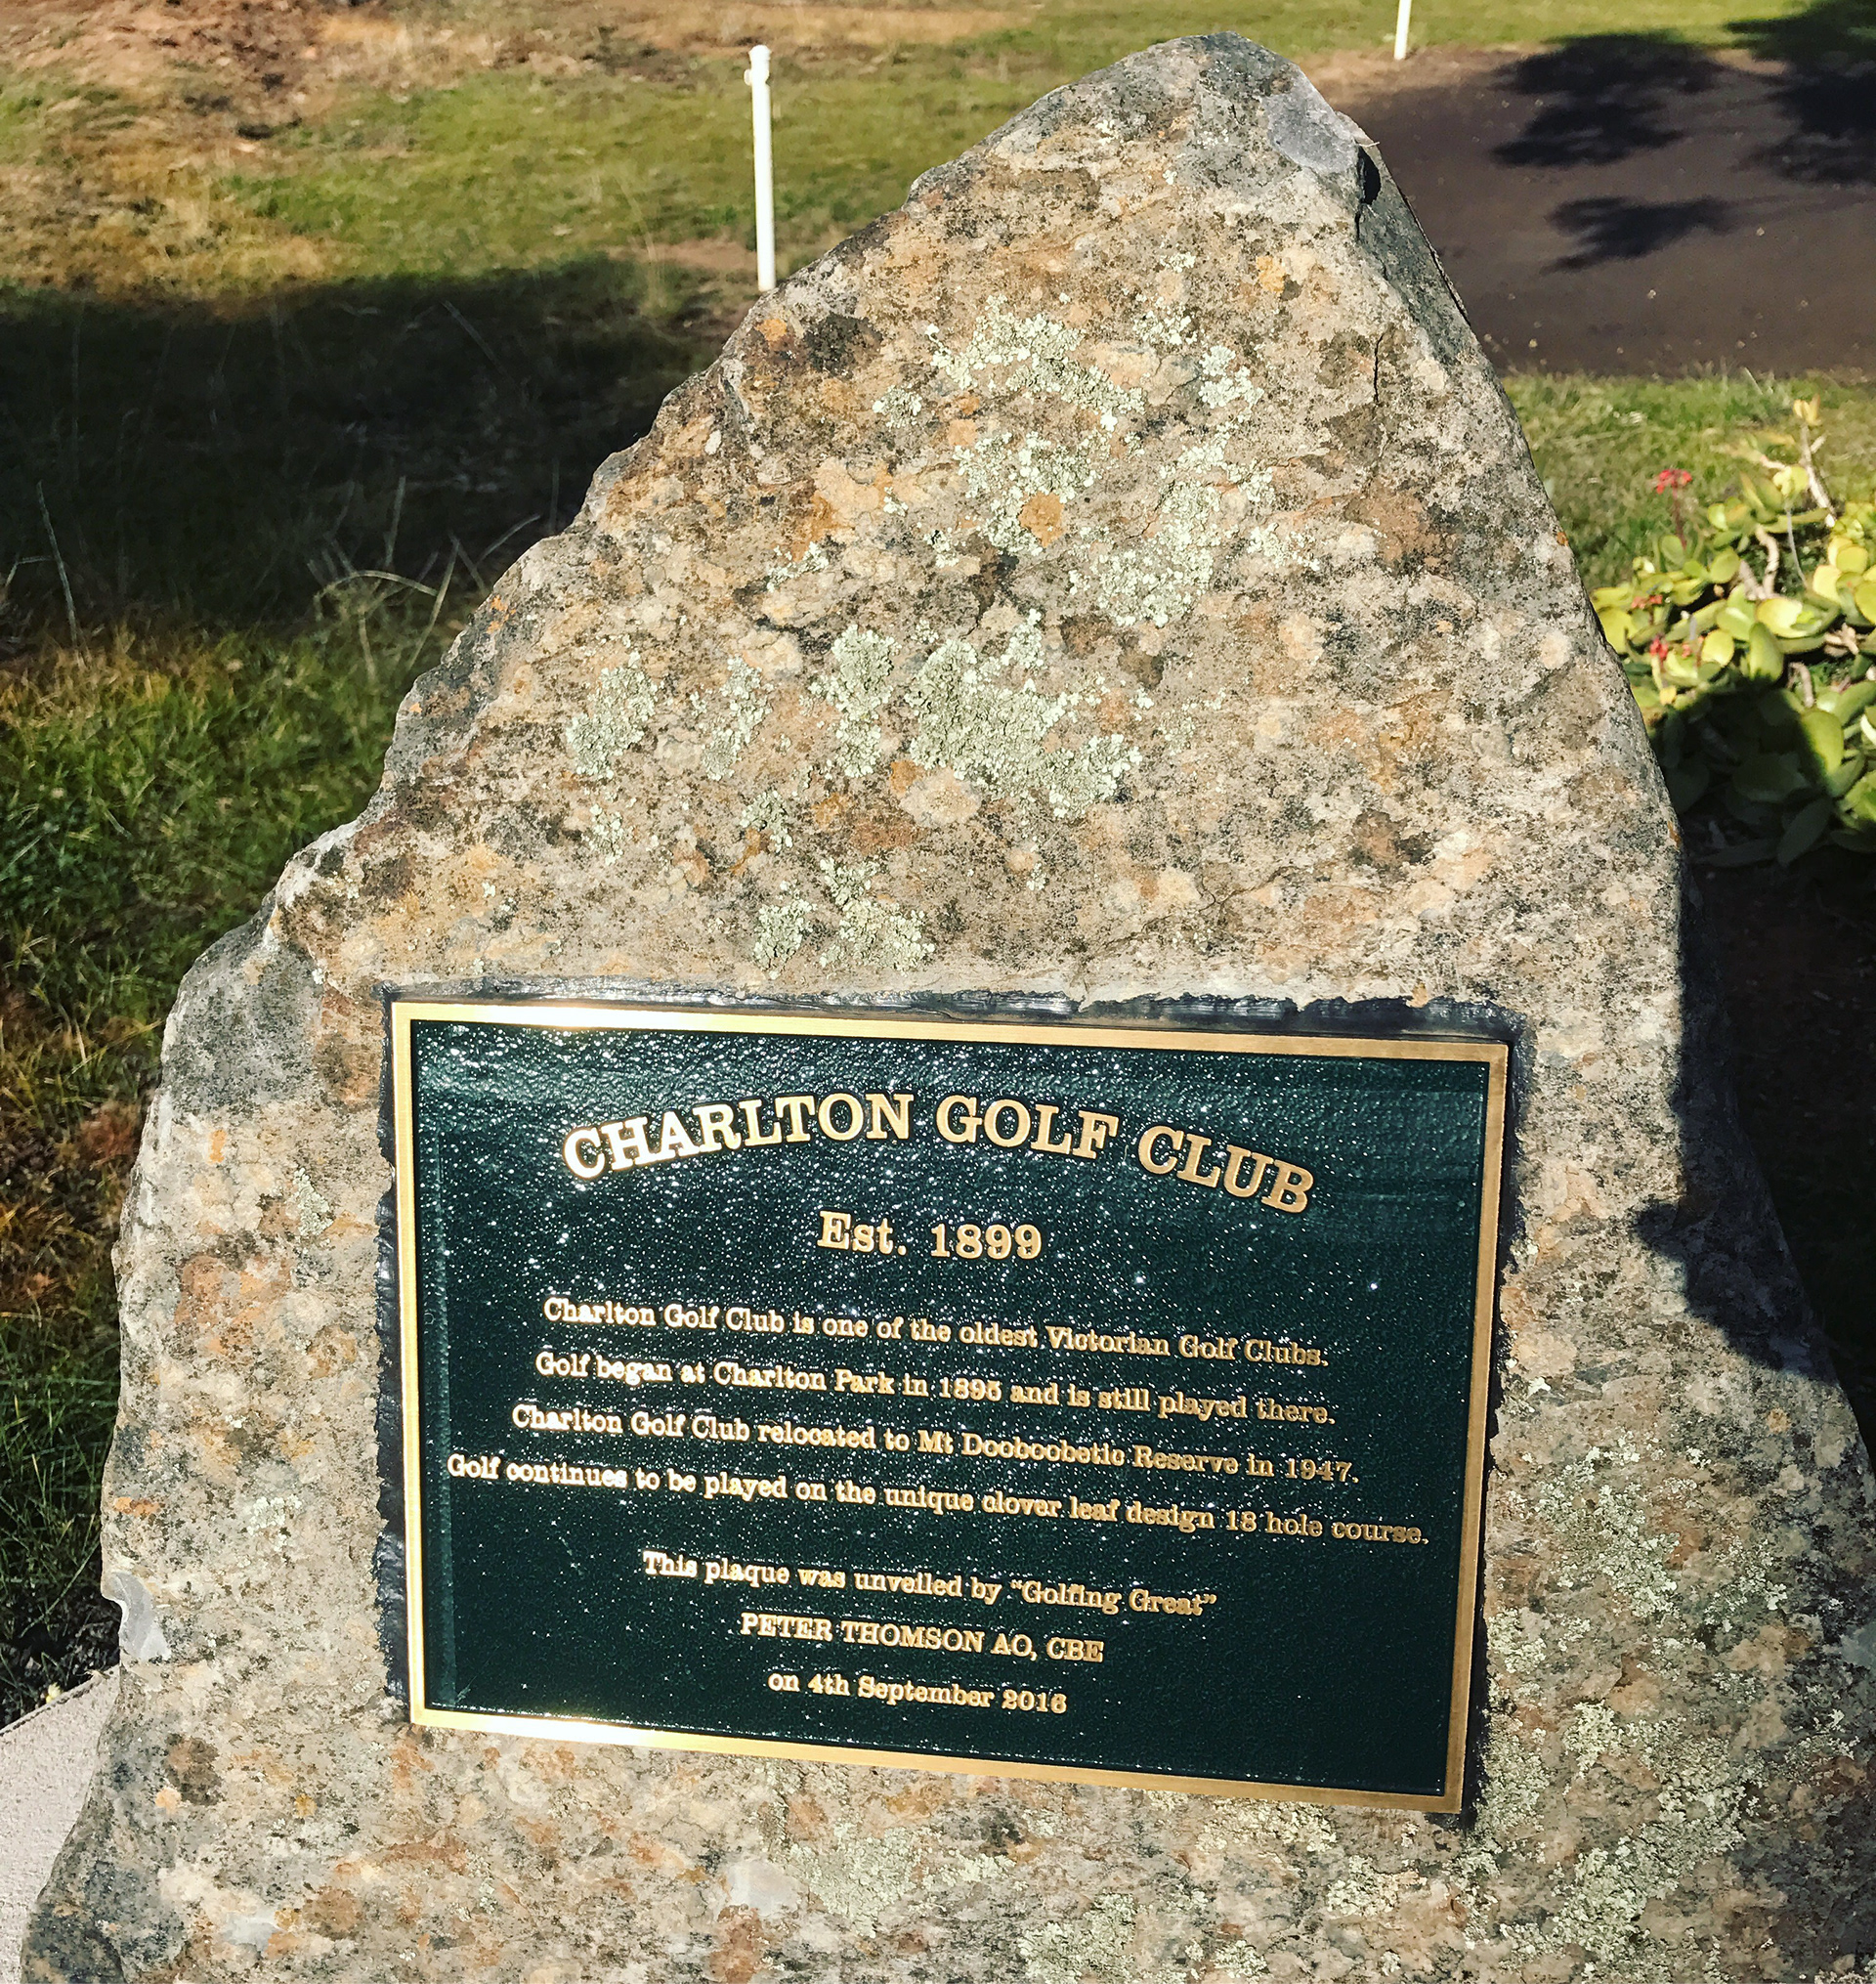 CHARLTON GOLF CLUB
Est. 1899
Charlton Golf Club is one of the oldest Victorian Golf Clubs.
Golf began at Charlton Park in 1895 and is still played there.
Charlton Golf Club relocated to Mt Dooboobetic Reserve in 1947.
Golf continues to be played on the unique clover leaf design 18 hole course.
This plaque was unveiled by "Golfing Great"
PETER THOMSON AO, CBE
on 4th September 2016